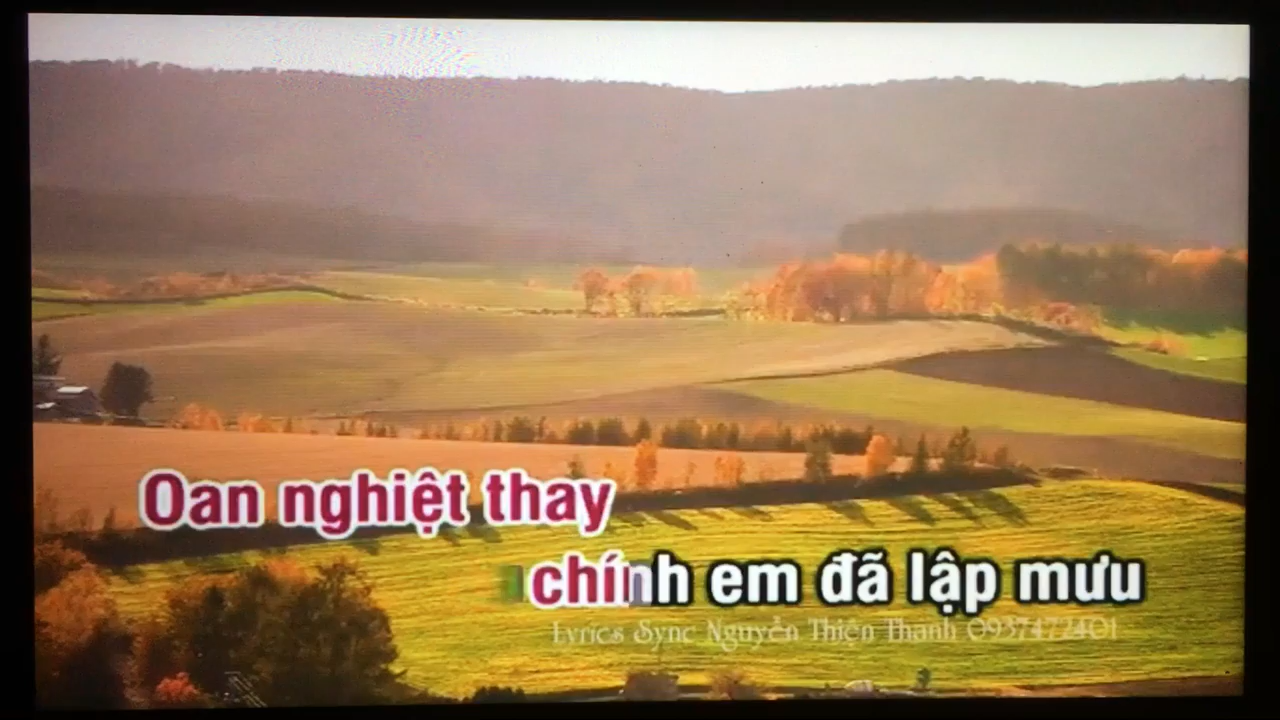 Oan nghiệt thay
chính em đã lập mưu
Lyrics Sync Nguyễn Thiện Thanh 0937472401